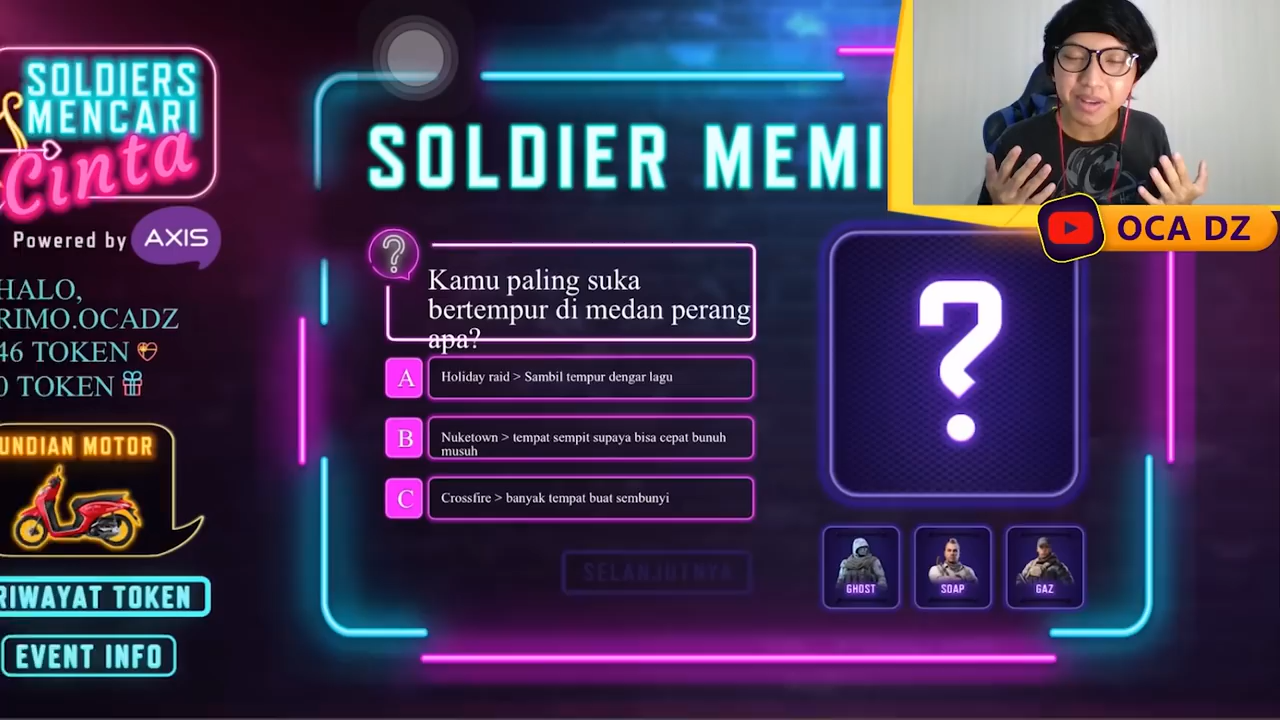 SOLDIERS
MENCARI
Cinta
Powered by AXIS
HALO,
RIMO.OCADZ
46 TOKEN
0 TOKEN
UNDIAN MOTOR
RIWAYAT TOKEN
EVENT INFO
SOLDIER MEMI
?
Kamu paling suka
bertempur di medan perang
apa?
A Holiday raid > Sambil tempur dengar lagu
B Nuketown > tempat sempit supaya bisa cepat bunuh
musuh
C Crossfire > banyak tempat buat sembunyi
SELANJUTNYA
OCA DZ
?
GHOST
SOAP
GAZ